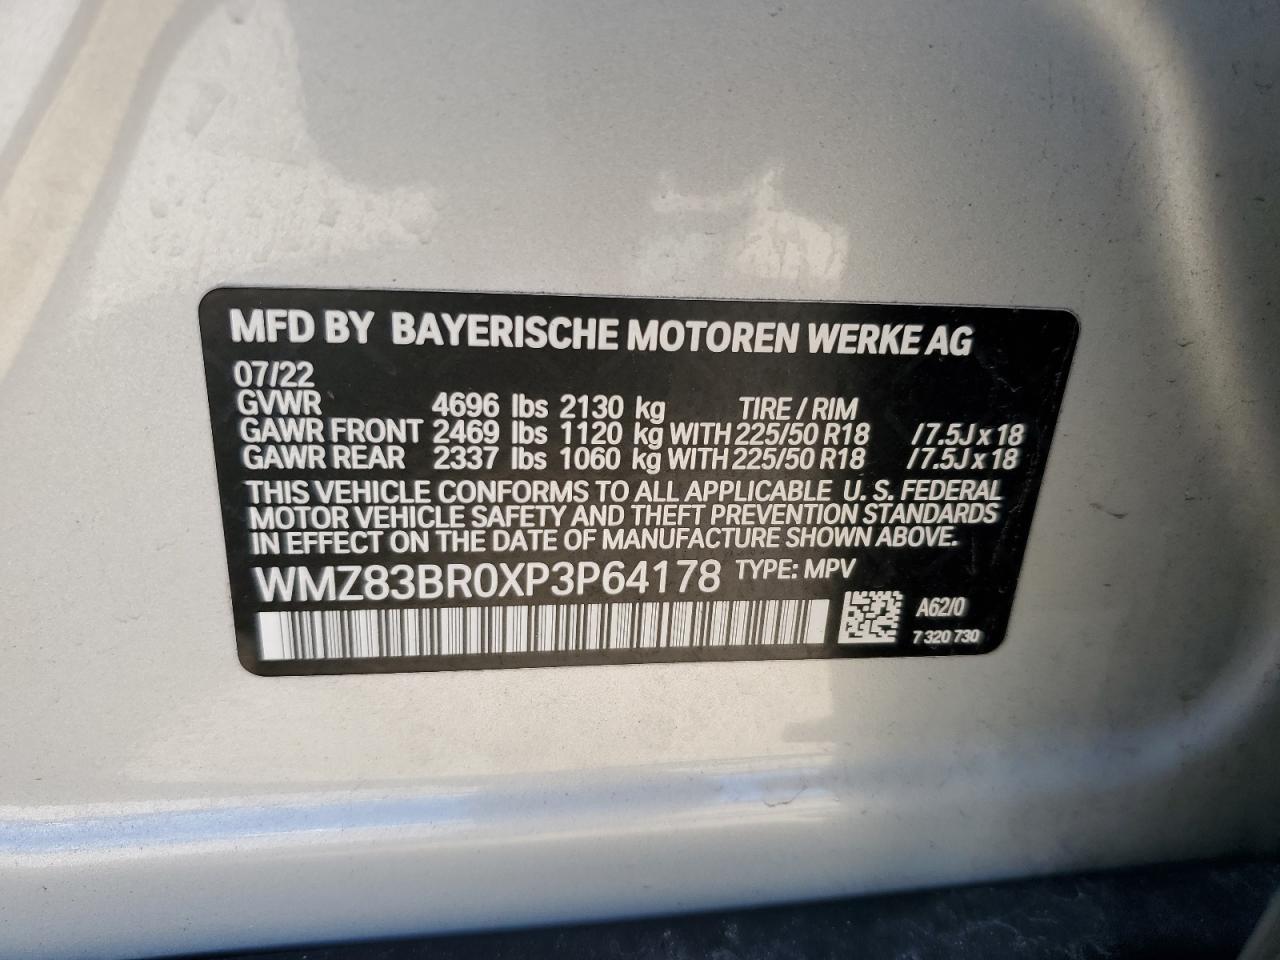 MFD BY BAYERISCHE MOTOREN WERKE AG
07/22
GVWR 4696 lbs 2130 kg TIRE / RIM
GAWR FRONT 2469 lbs 1120 kg WITH 225/50 R18 /7.5J x 18
GAWR REAR 2337 lbs 1060 kg WITH 225/50 R18 /7.5J x 18
THIS VEHICLE CONFORMS TO ALL APPLICABLE U. S. FEDERAL
MOTOR VEHICLE SAFETY AND THEFT PREVENTION STANDARDS
IN EFFECT ON THE DATE OF MANUFACTURE SHOWN ABOVE.
WMZ83BR0XP3P64178 TYPE: MPV
A62/0
7 320 730